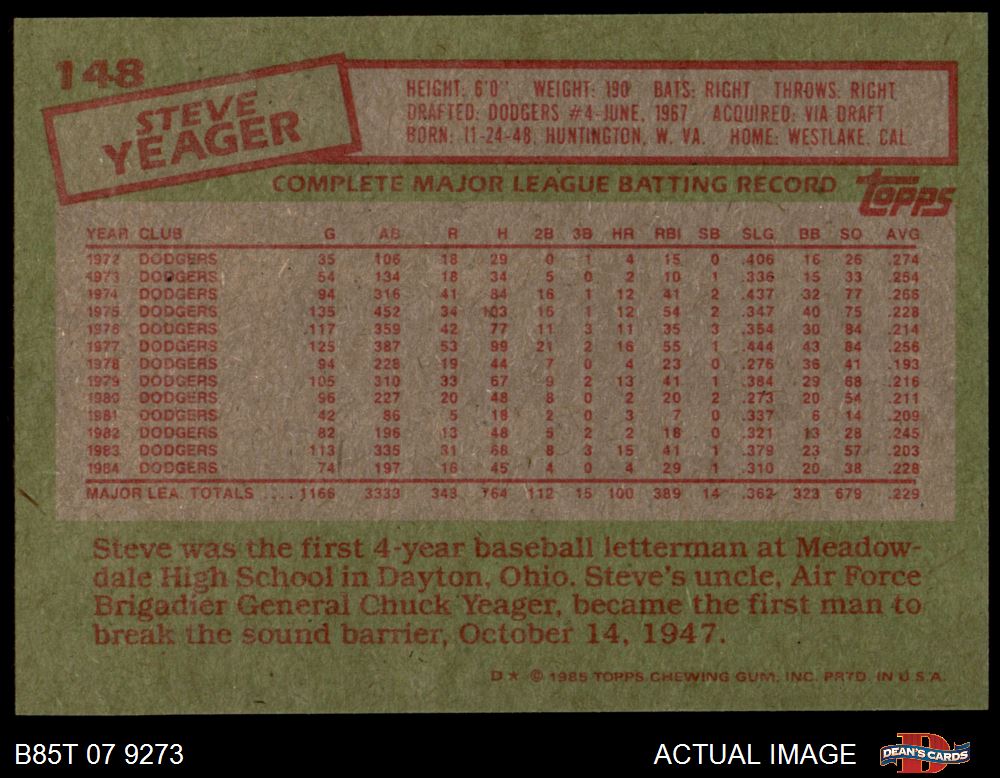 148
STEVE
YEAGER
HEIGHT: 6'0" WEIGHT: 190 BATS: RIGHT THROWS: RIGHT
DRAFTED: DODGERS #4-JUNE, 1967 ACQUIRED: VIA DRAFT
BORN: 11-24-48, HUNTINGTON, W. VA. HOME: WESTLAKE, CAL.
COMPLETE MAJOR LEAGUE BATTING RECORD
topps
YEAR CLUB G AB R H 2B 3B HR RBI SB SLG BB SO AVG
1972 DODGERS 35 106 18 29 0 1 4 15 0 .406 16 26 .274
1973 DODGERS 54 134 18 34 5 0 2 10 1 .336 15 33 .254
1974 DODGERS 94 316 41 84 16 1 12 41 2 .437 32 77 .266
1975 DODGERS 135 452 34 103 16 1 12 54 2 .347 40 75 .228
1976 DODGERS 117 359 42 77 11 3 11 35 3 .354 30 84 .214
1977 DODGERS 125 387 53 99 21 2 16 55 1 .444 43 84 .256
1978 DODGERS 94 228 19 44 7 0 4 23 0 .276 36 41 .193
1979 DODGERS 105 310 33 67 9 2 13 41 1 .384 29 68 .216
1980 DODGERS 96 227 20 48 8 0 2 20 2 .273 20 54 .211
1981 DODGERS 42 86 5 18 2 0 3 7 0 .337 6 14 .209
1982 DODGERS 82 196 13 48 5 2 2 18 0 .321 13 28 .245
1983 DODGERS 113 335 31 68 8 3 15 41 1 .379 23 57 .203
1984 DODGERS 74 197 16 45 4 0 4 29 1 .310 20 38 .228
MAJOR LEA. TOTALS .... 1166 3333 343 764 112 15 100 389 14 .362 323 679 .229
Steve was the first 4-year baseball letterman at Meadow-
dale High School in Dayton, Ohio. Steve's uncle, Air Force
Brigadier General Chuck Yeager, became the first man to
break the sound barrier, October 14, 1947.
D★ © 1985 TOPPS CHEWING GUM, INC. PRTD. IN U.S.A.
B85T 07 9273
ACTUAL IMAGE
DEAN'S CARDS